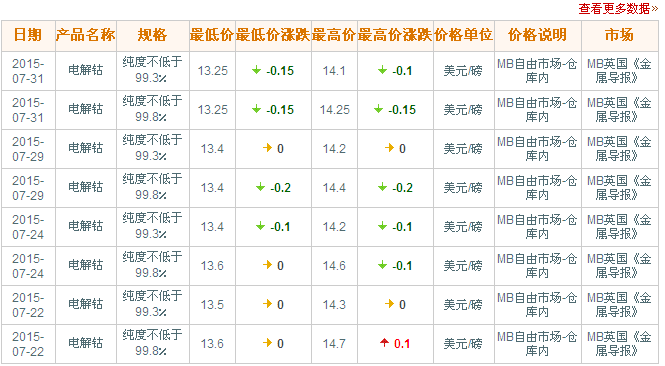 查看更多数据»
日期 产品名称 规格 最低价 最低价涨跌 最高价 最高价涨跌 价格单位 价格说明 市场
2015-07-31 电解钴 纯度不低于99.3% 13.25 -0.15 14.1 -0.1 美元/磅 MB自由市场-仓库内 MB英国《金属导报》
2015-07-31 电解钴 纯度不低于99.8% 13.25 -0.15 14.25 -0.15 美元/磅 MB自由市场-仓库内 MB英国《金属导报》
2015-07-29 电解钴 纯度不低于99.3% 13.4 0 14.2 0 美元/磅 MB自由市场-仓库内 MB英国《金属导报》
2015-07-29 电解钴 纯度不低于99.8% 13.4 -0.2 14.4 -0.2 美元/磅 MB自由市场-仓库内 MB英国《金属导报》
2015-07-24 电解钴 纯度不低于99.3% 13.4 -0.1 14.2 -0.1 美元/磅 MB自由市场-仓库内 MB英国《金属导报》
2015-07-24 电解钴 纯度不低于99.8% 13.6 0 14.6 -0.1 美元/磅 MB自由市场-仓库内 MB英国《金属导报》
2015-07-22 电解钴 纯度不低于99.3% 13.5 0 14.3 0 美元/磅 MB自由市场-仓库内 MB英国《金属导报》
2015-07-22 电解钴 纯度不低于99.8% 13.6 0 14.7 0.1 美元/磅 MB自由市场-仓库内 MB英国《金属导报》